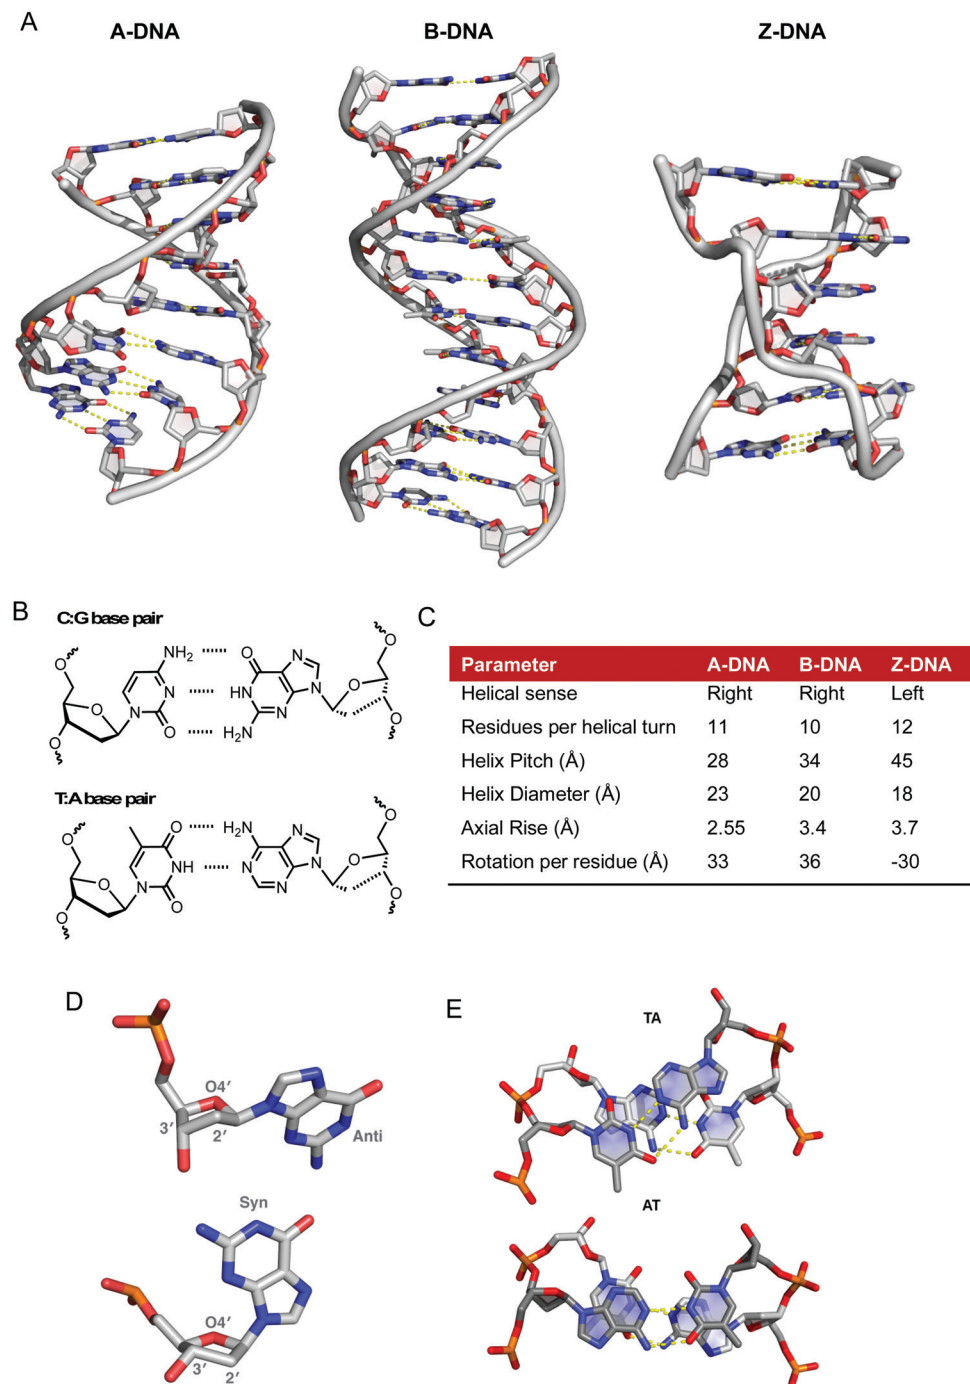 A
A-DNA
B-DNA
Z-DNA
B
C:G base pair
O
NH₂
O
N
N
O
O
N
N
O
HN
N
N
O
H₂N
O
O
T:A base pair
O
O
H₂N
N
N
O
O
NH
N
N
O
N
O
O
N
O
O
C
Parameter A-DNA B-DNA Z-DNA
Helical sense Right Right Left
Residues per helical turn 11 10 12
Helix Pitch (Å) 28 34 45
Helix Diameter (Å) 23 20 18
Axial Rise (Å) 2.55 3.4 3.7
Rotation per residue (Å) 33 36 -30
D
O4′
3′
2′
Anti
Syn
O4′
3′
2′
E
TA
AT